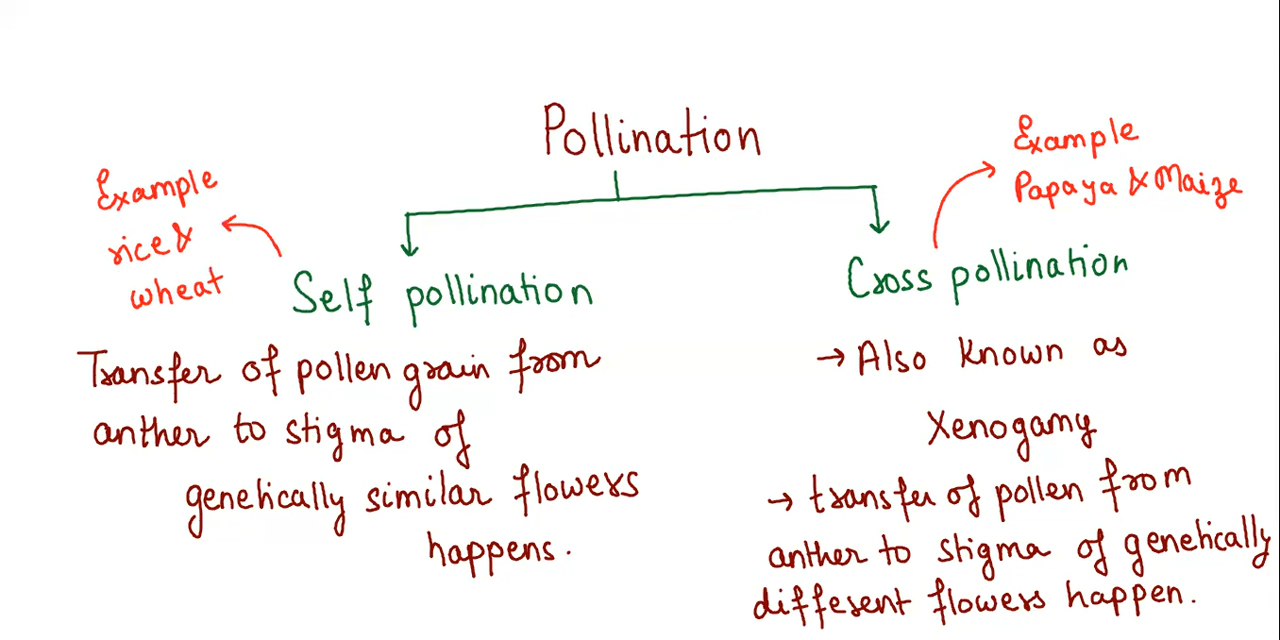 Pollination
Example
rice &
wheat
Self pollination
Transfer of pollen grain from
anther to stigma of
genetically similar flowers
happens.
Example
Papaya & Maize
Cross pollination
→ Also known as
Xenogamy
→ transfer of pollen from
anther to stigma of genetically
different flowers happen.